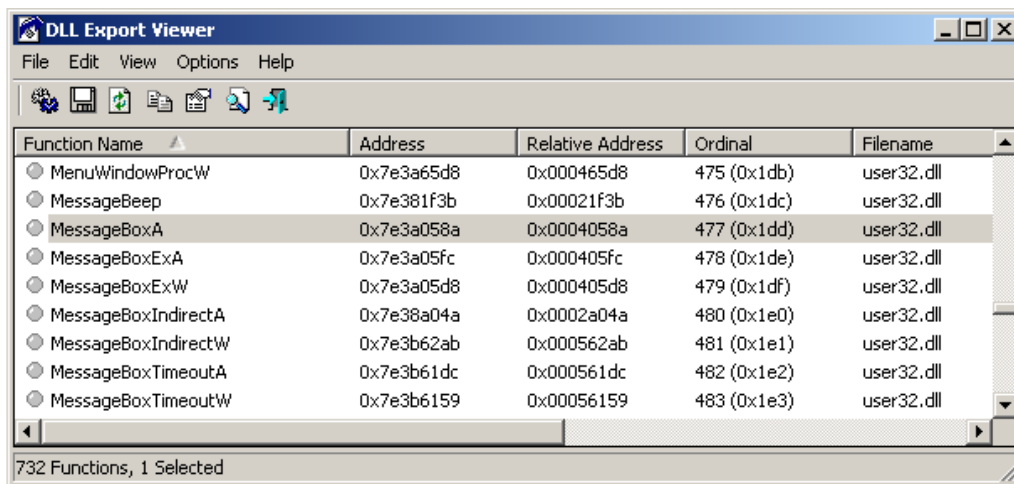 DLL Export Viewer
File Edit View Options Help
Function Name Address Relative Address Ordinal Filename
MenuWindowProcW 0x7e3a65d8 0x000465d8 475 (0x1db) user32.dll
MessageBeep 0x7e381f3b 0x00021f3b 476 (0x1dc) user32.dll
MessageBoxA 0x7e3a058a 0x0004058a 477 (0x1dd) user32.dll
MessageBoxExA 0x7e3a05fc 0x000405fc 478 (0x1de) user32.dll
MessageBoxExW 0x7e3a05d8 0x000405d8 479 (0x1df) user32.dll
MessageBoxIndirectA 0x7e38a04a 0x0002a04a 480 (0x1e0) user32.dll
MessageBoxIndirectW 0x7e3b62ab 0x000562ab 481 (0x1e1) user32.dll
MessageBoxTimeoutA 0x7e3b61dc 0x000561dc 482 (0x1e2) user32.dll
MessageBoxTimeoutW 0x7e3b6159 0x00056159 483 (0x1e3) user32.dll
732 Functions, 1 Selected